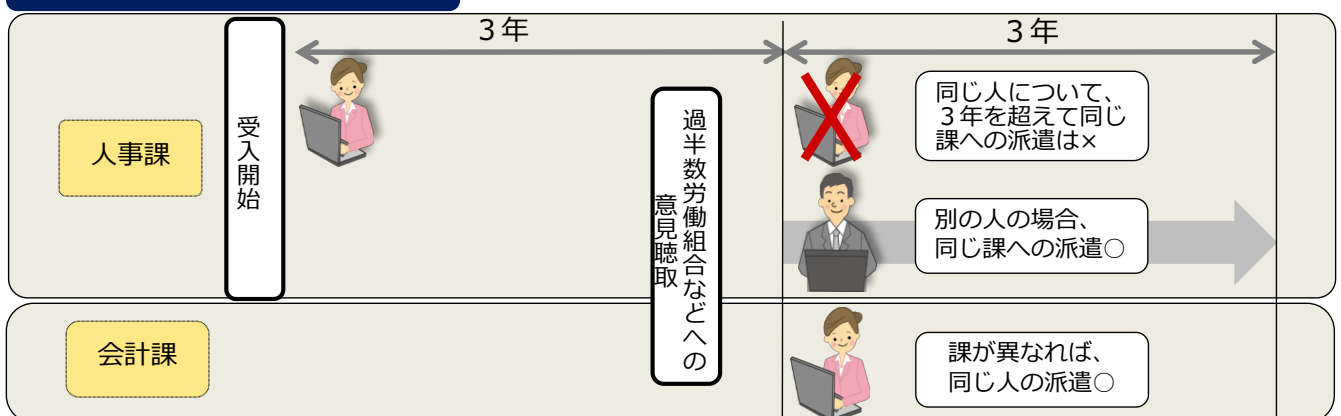 3年
3年
人事課
受入開始
過半数労働組合などへの
意見聴取
同じ人について、
3年を超えて同じ
課への派遣は×
別の人の場合、
同じ課への派遣○
会計課
課が異なれば、
同じ人の派遣○